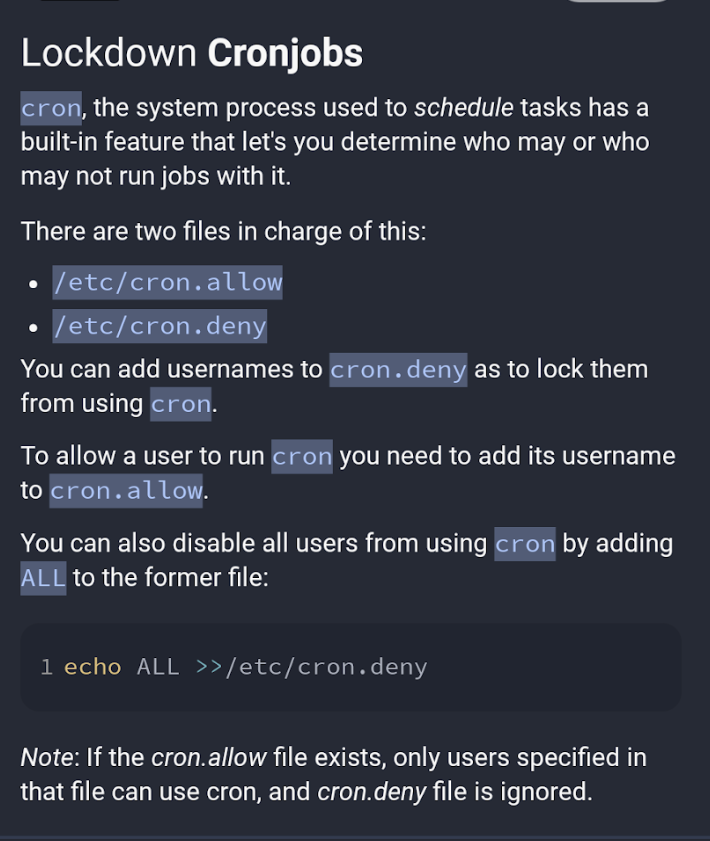 Lockdown Cronjobs
cron, the system process used to schedule tasks has a
built-in feature that let's you determine who may or who
may not run jobs with it.
There are two files in charge of this:
• /etc/cron.allow
• /etc/cron.deny
You can add usernames to cron.deny as to lock them
from using cron.
To allow a user to run cron you need to add its username
to cron.allow.
You can also disable all users from using cron by adding
ALL to the former file:
1 echo ALL >>/etc/cron.deny
Note: If the cron.allow file exists, only users specified in
that file can use cron, and cron.deny file is ignored.